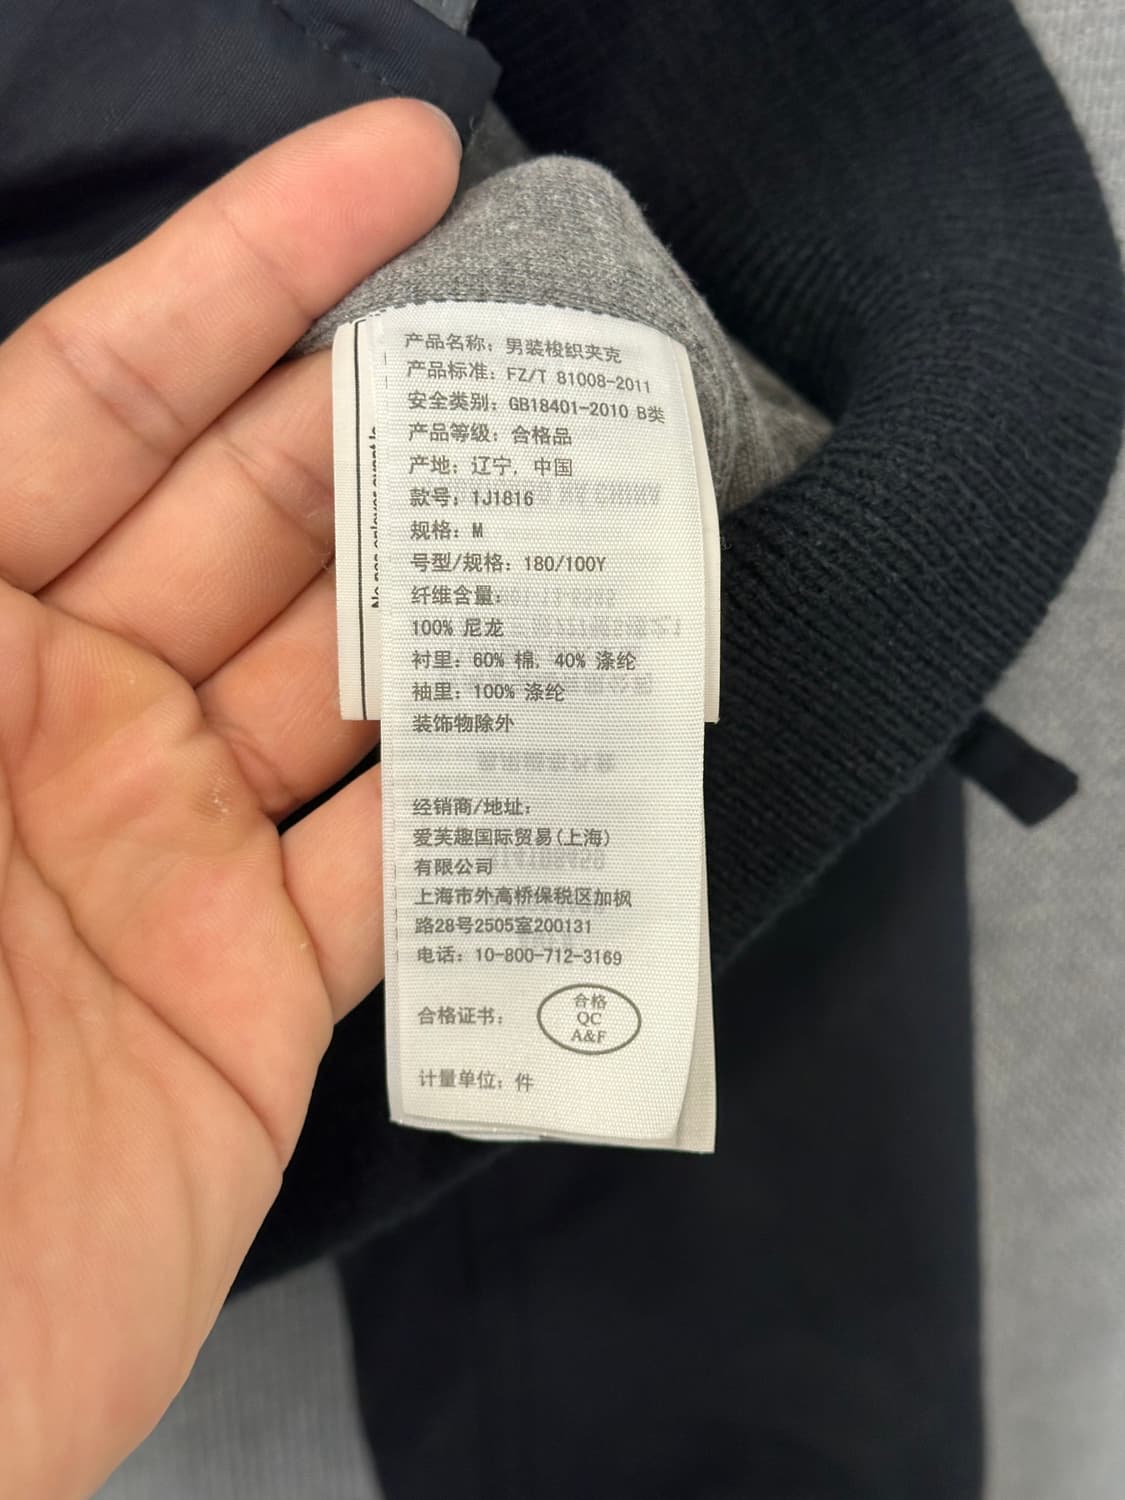 产品名称：男装梭织夹克
产品标准：FZ/T 81008-2011
安全类别：GB18401-2010 B类
产品等级：合格品
产地：辽宁，中国
款号：1J1816
规格：M
号型/规格：180/100Y
纤维含量：
100% 尼龙
衬里：60% 棉，40% 涤纶
袖里：100% 涤纶
装饰物除外
经销商/地址：
爱芙趣国际贸易(上海)
有限公司
上海市外高桥保税区加枫
路28号2505室200131
电话：10-800-712-3169
合格证书：
合格
QC
A&F
计量单位：件